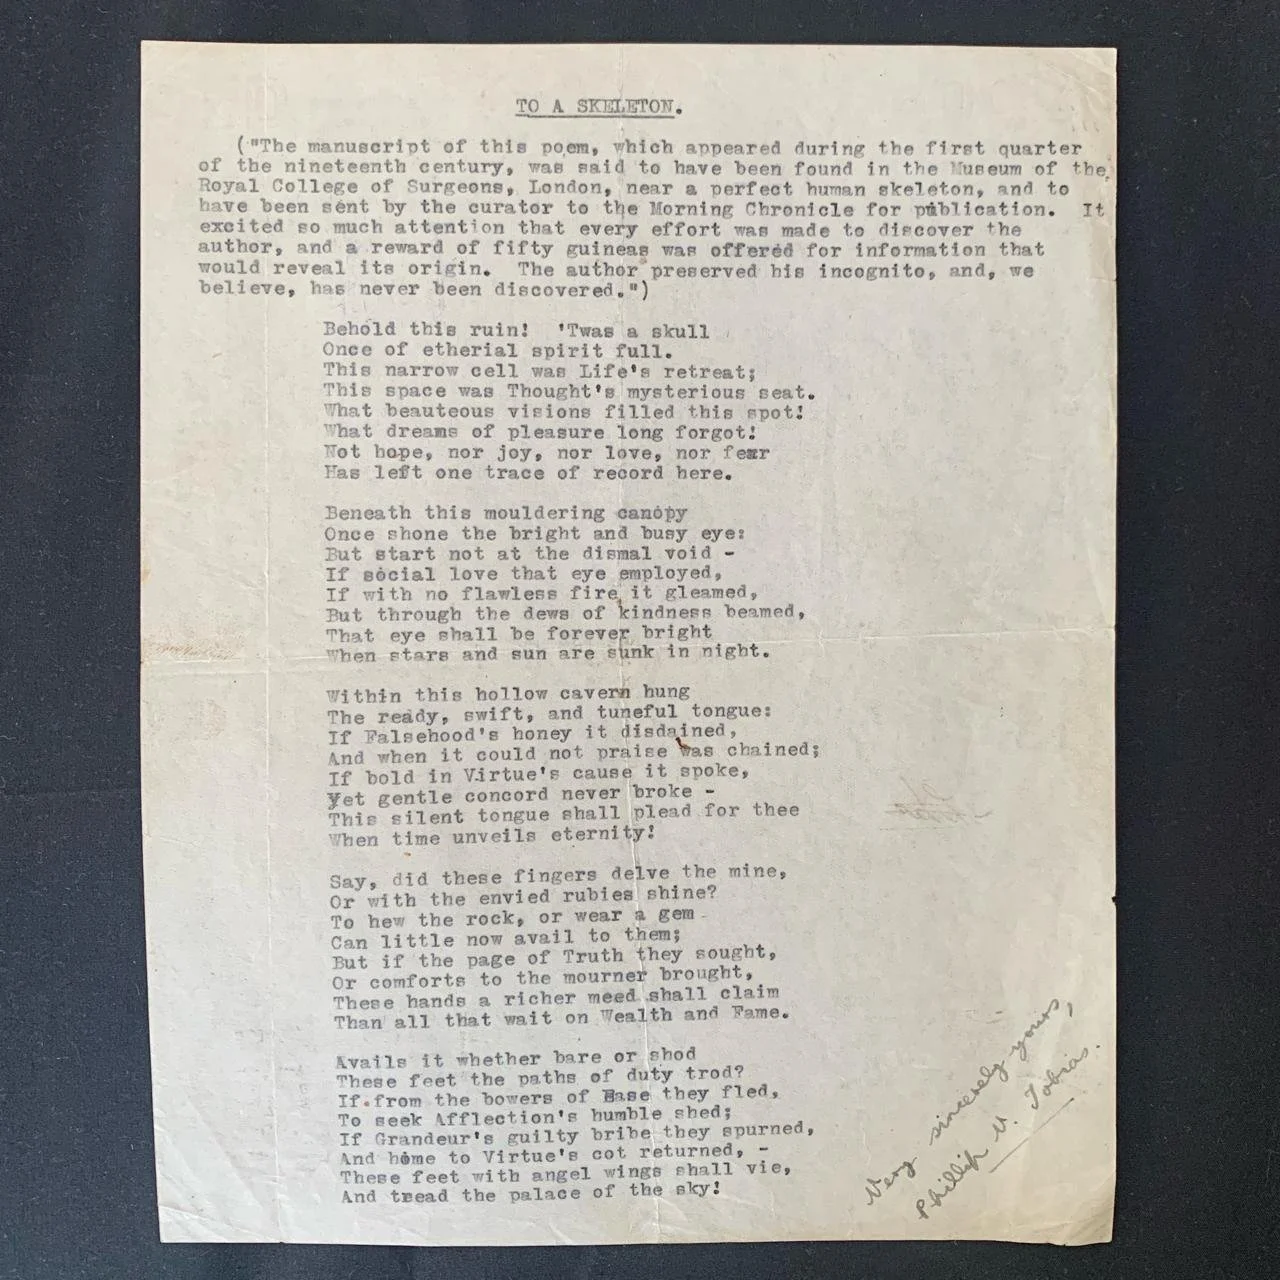 TO A SKELETON.
("The manuscript of this poem, which appeared during the first quarter
of the nineteenth century, was said to have been found in the Museum of the
Royal College of Surgeons, London, near a perfect human skeleton, and to
have been sent by the curator to the Morning Chronicle for publication.  It
excited so much attention that every effort was made to discover the
author, and a reward of fifty guineas was offered for information that
would reveal its origin.  The author preserved his incognito, and, we
believe, has never been discovered.")
Behold this ruin!  'Twas a skull
Once of etherial spirit full.
This narrow cell was Life's retreat;
This space was Thought's mysterious seat.
What beauteous visions filled this spot!
What dreams of pleasure long forgot!
Not hope, nor joy, nor love, nor fear
Has left one trace of record here.
Beneath this mouldering canopy
Once shone the bright and busy eye:
But start not at the dismal void -
If social love that eye employed,
If with no flawless fire it gleamed,
But through the dews of kindness beamed,
That eye shall be forever bright
When stars and sun are sunk in night.
Within this hollow cavern hung
The ready, swift, and tuneful tongue:
If Falsehood's honey it disdained,
And when it could not praise was chained;
If bold in Virtue's cause it spoke,
Yet gentle concord never broke -
This silent tongue shall plead for thee
When time unveils eternity!
Say, did these fingers delve the mine,
Or with the envied rubies shine?
To hew the rock, or wear a gem
Can little now avail to them;
But if the page of Truth they sought,
Or comforts to the mourner brought,
These hands a richer meed shall claim
Than all that wait on Wealth and Fame.
Avails it whether bare or shod
These feet the paths of duty trod?
If from the bowers of Ease they fled,
To seek Affection's humble shed;
If Grandeur's guilty bribe they spurned,
And home to Virtue's cot returned, -
These feet with angel wings shall vie,
And tread the palace of the sky!
Very sincerely yours,
Phillip V. Tobias.